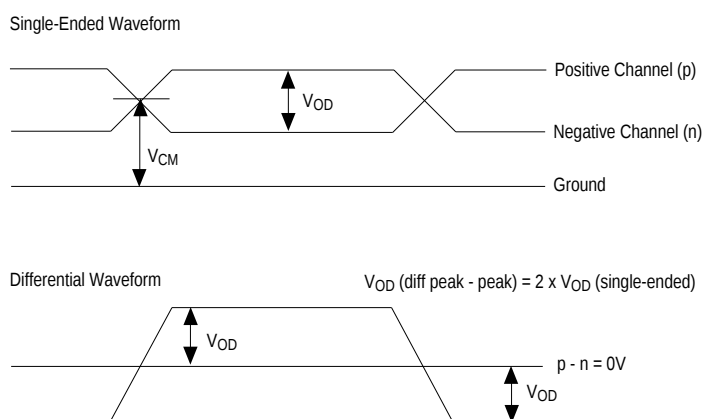 Single-Ended Waveform
Positive Channel (p)
VOD
Negative Channel (n)
VCM
Ground
Differential Waveform
VOD (diff peak - peak) = 2 x VOD (single-ended)
VOD
p - n = 0V
VOD